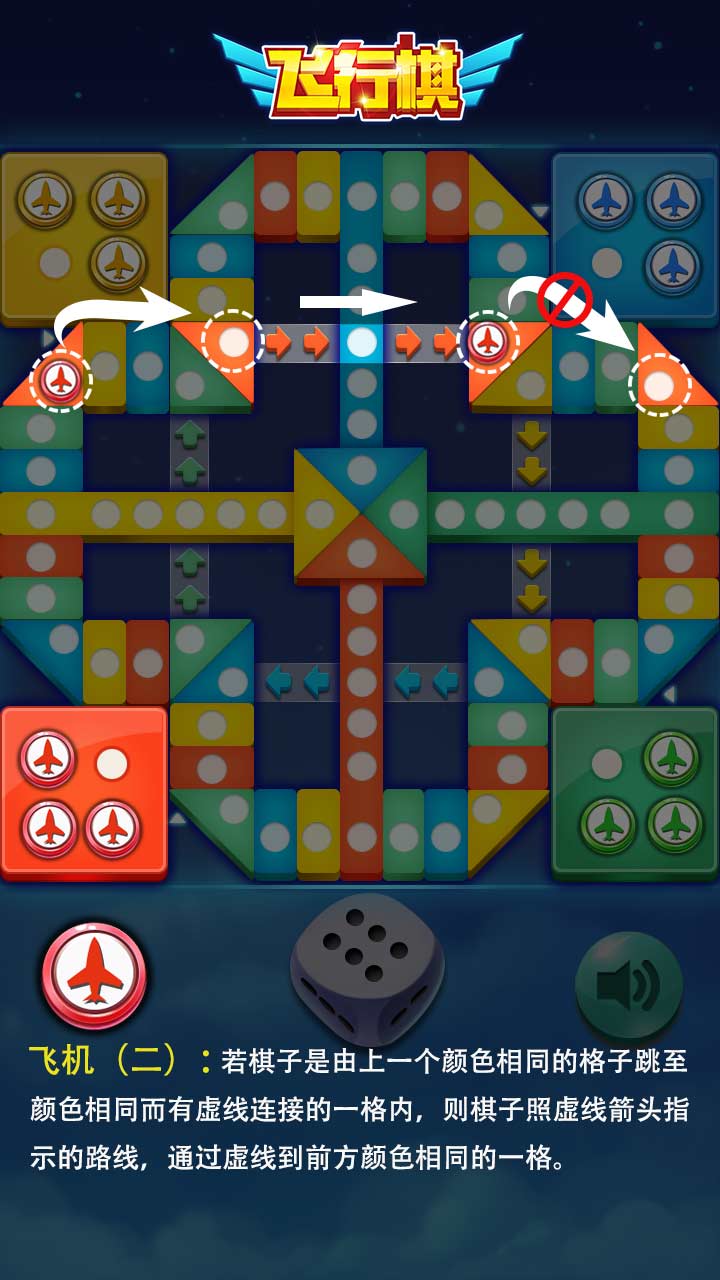 飞行棋
飞机（二）：若棋子是由上一个颜色相同的格子跳至
颜色相同而有虚线连接的一格内，则棋子照虚线箭头指
示的路线，通过虚线到前方颜色相同的一格。